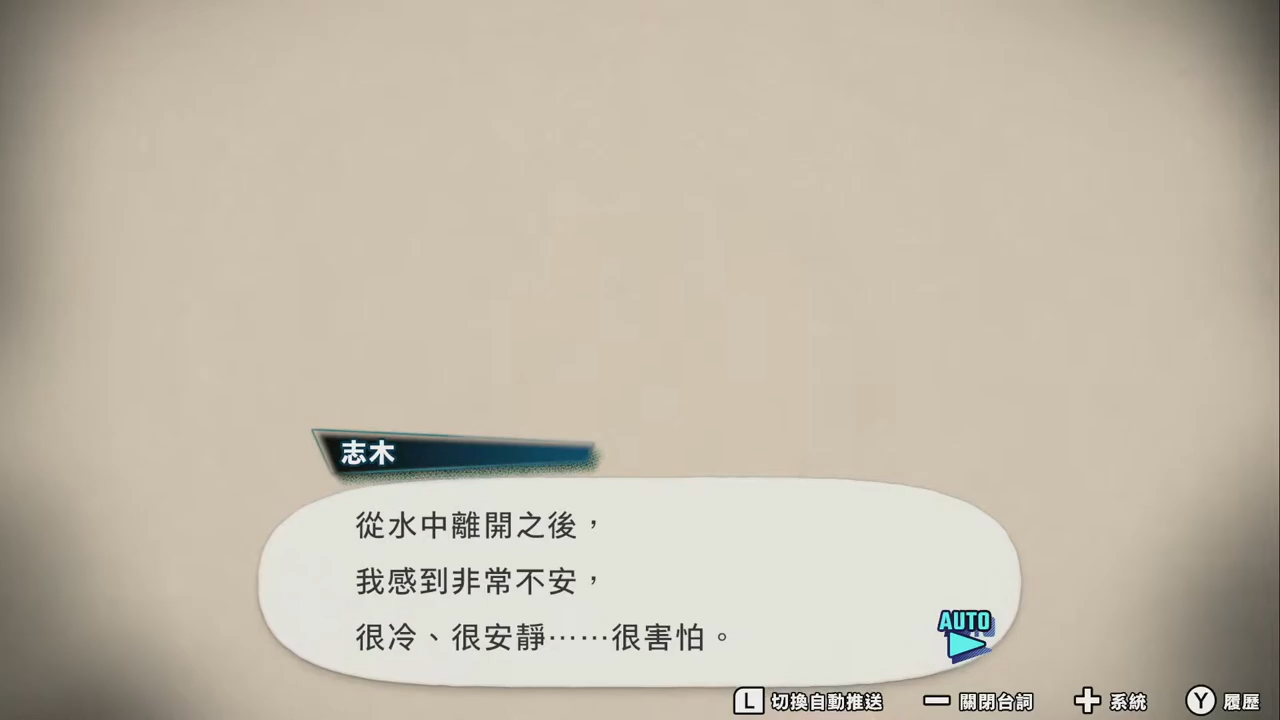 志木
從水中離開之後，
我感到非常不安，
很冷、很安靜⋯⋯很害怕。
AUTO
L 切換自動推送 關閉台詞 系統 Y 履歷